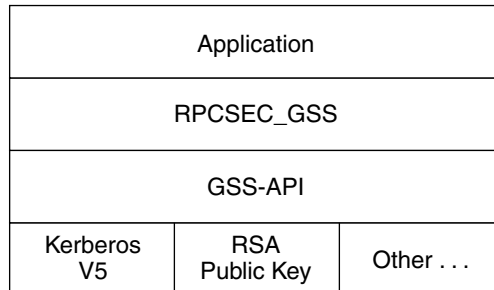 Application
RPCSEC_GSS
GSS-API
Kerberos
V5
RSA
Public Key
Other . . .